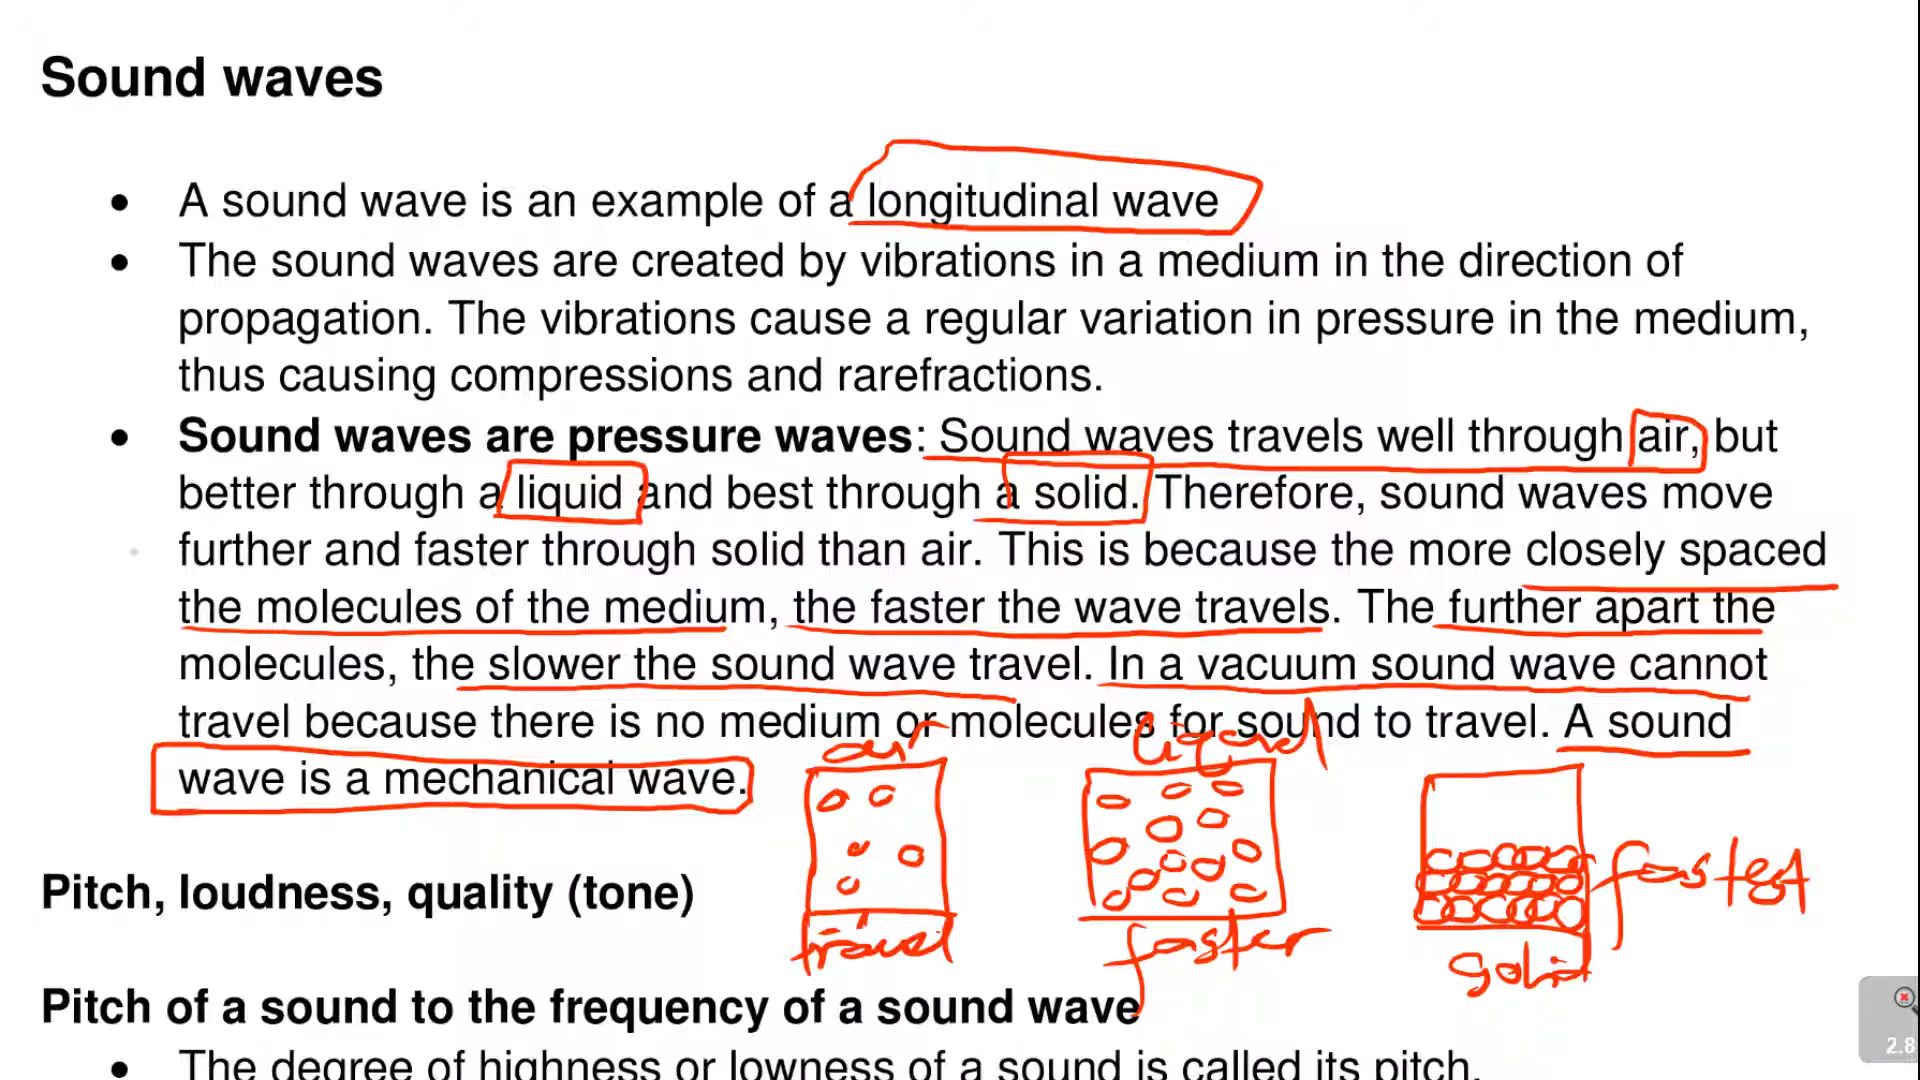 Sound waves
• A sound wave is an example of a longitudinal wave
• The sound waves are created by vibrations in a medium in the direction of
propagation. The vibrations cause a regular variation in pressure in the medium,
thus causing compressions and rarefractions.
• Sound waves are pressure waves: Sound waves travels well through air, but
better through a liquid and best through a solid. Therefore, sound waves move
further and faster through solid than air. This is because the more closely spaced
the molecules of the medium, the faster the wave travels. The further apart the
molecules, the slower the sound wave travel. In a vacuum sound wave cannot
travel because there is no medium or molecules for sound to travel. A sound
air liquid
wave is a mechanical wave.
fastest
Pitch, loudness, quality (tone)
travel faster solid
Pitch of a sound to the frequency of a sound wave
• The degree of highness or lowness of a sound is called its pitch.
2.8